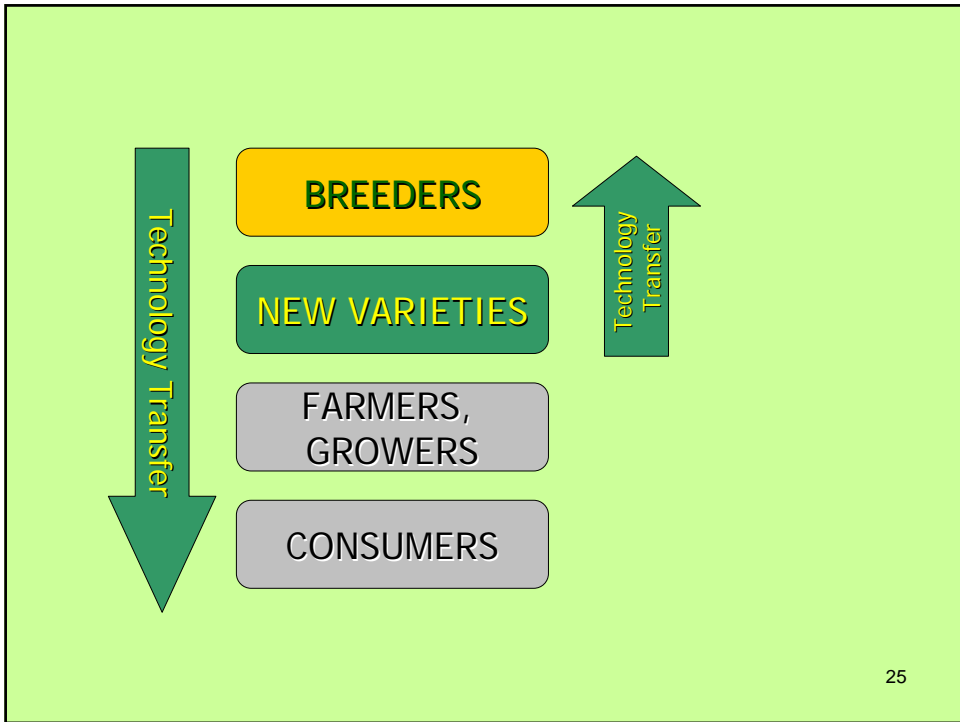 Technology Transfer
BREEDERS
NEW VARIETIES
FARMERS,
GROWERS
CONSUMERS
Technology
Transfer
25